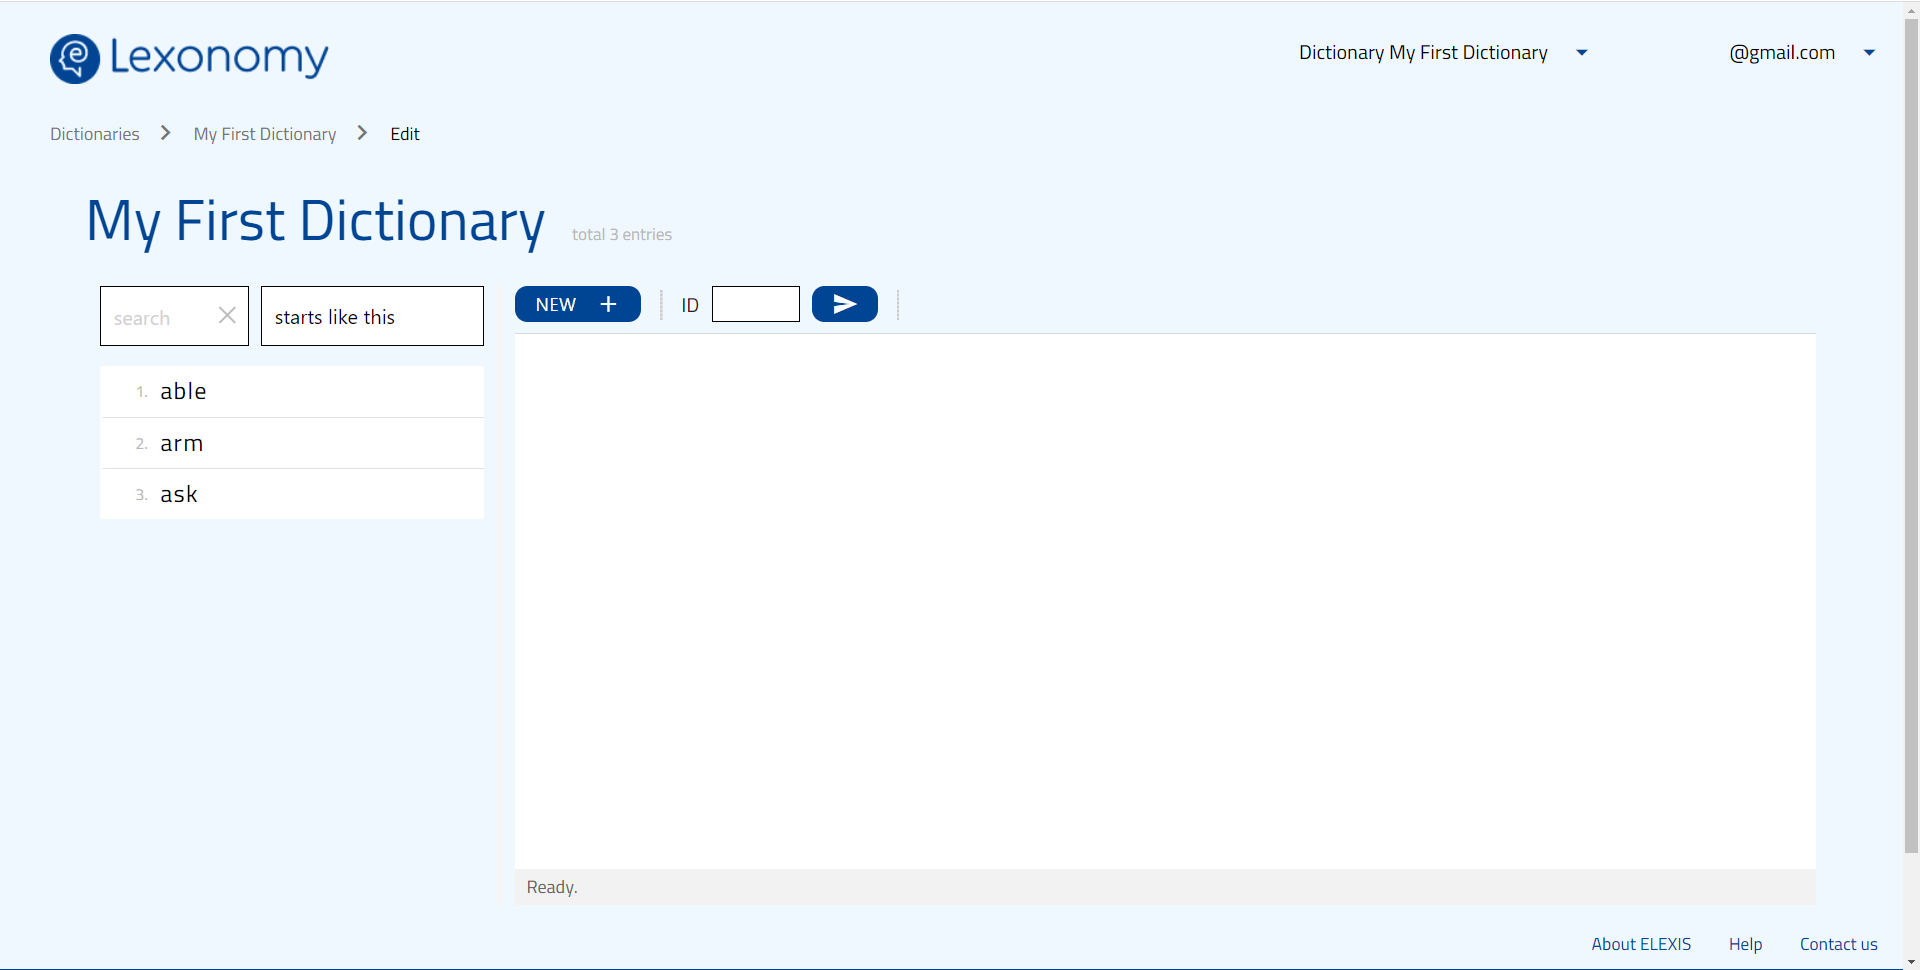 Lexonomy
Dictionary My First Dictionary
@gmail.com
Dictionaries My First Dictionary Edit
My First Dictionary total 3 entries
search starts like this
NEW ID
1. able
2. arm
3. ask
Ready.
About ELEXIS Help Contact us